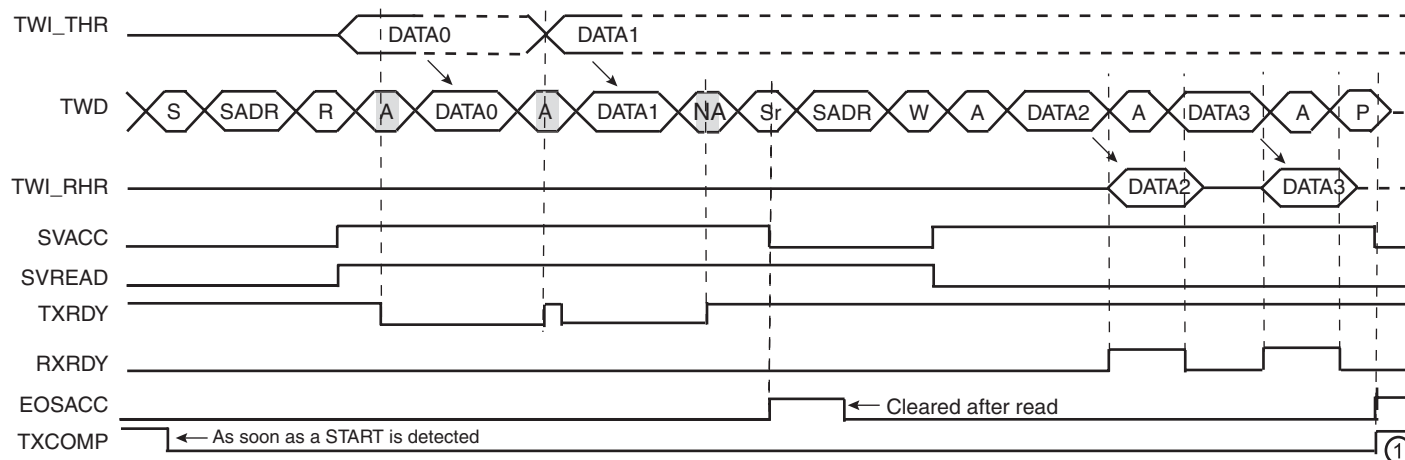 TWI_THR DATA0 DATA1
TWD S SADR R A DATA0 A DATA1 NA Sr SADR W A DATA2 A DATA3 A P
TWI_RHR DATA2 DATA3
SVACC
SVREAD
TXRDY
RXRDY
EOSACC Cleared after read
TXCOMP As soon as a START is detected 1